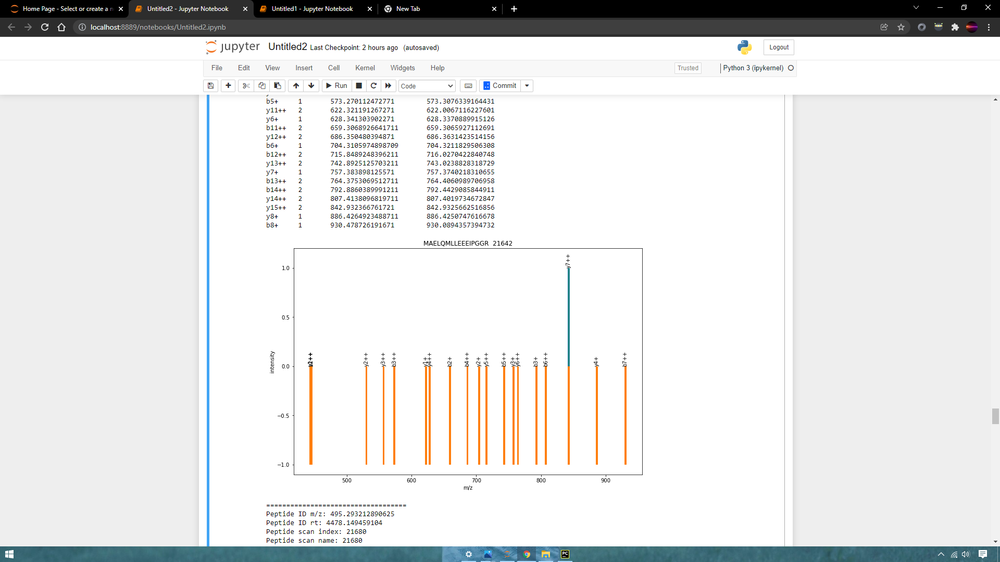 Home Page - Select or create a n
Untitled2 - Jupyter Notebook
Untitled1 - Jupyter Notebook
New Tab
localhost:8889/notebooks/Untitled2.ipynb
jupyter Untitled2 Last Checkpoint: 2 hours ago (autosaved)
Logout
File Edit View Insert Cell Kernel Widgets Help
Trusted
Python 3 (ipykernel)
Run
Code
Commit
b5+ 1 573.270112472771 573.3076339164431
y11++ 2 622.321191267271 622.0067116227601
y6+ 1 628.341303902271 628.3370889915126
b11++ 2 659.3068926641711 659.3065927112691
y12++ 2 686.350480394871 686.3631423514156
b6+ 1 704.3105974898709 704.3211829506308
b12++ 2 715.8489248396211 716.0270422840748
y13++ 2 742.8925125703211 743.0238828318729
y7+ 1 757.383898125571 757.3740218310655
b13++ 2 764.3753069512711 764.4060989706958
b14++ 2 792.8860389991211 792.4429085844911
y14++ 2 807.4138096819711 807.4019734672847
y15++ 2 842.932366761721 842.9325662516856
y8+ 1 886.4264923488711 886.4250747616678
b8+ 1 930.478726191671 930.0894357394732
MAELQMLLEEEIPGGR 21642
intensity
1.0
0.5
0.0
−0.5
−1.0
y2++
y3++
b3++
y1+
y4++
b2+
b4++
y2+
y5++
b5++
y3+
y6++
b3+
b6++
y7++
y4+
b7++
500 600 700 800 900
m/z
===================================
Peptide ID m/z: 495.293212890625
Peptide ID rt: 4478.149459104
Peptide scan index: 21680
Peptide scan name: 21680
PC